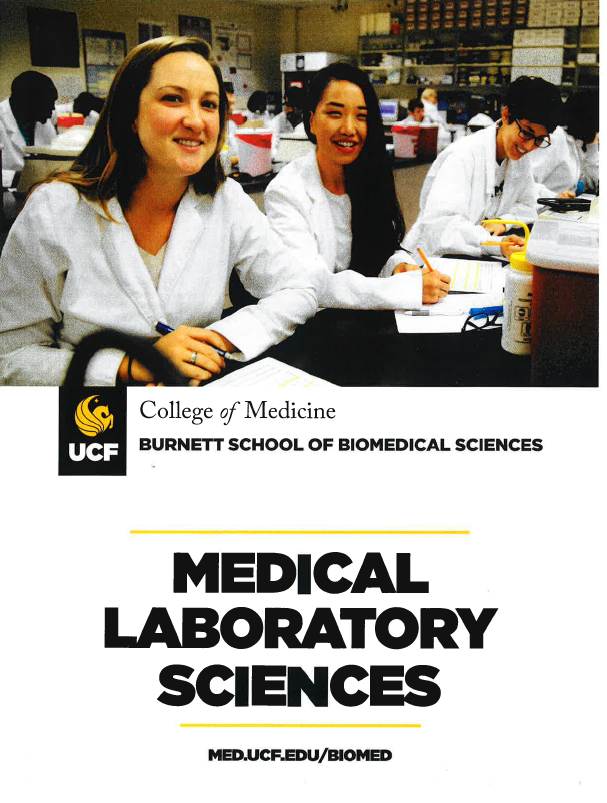 UCF
College of Medicine
BURNETT SCHOOL OF BIOMEDICAL SCIENCES
MEDICAL
LABORATORY
SCIENCES
MED.UCF.EDU/BIOMED